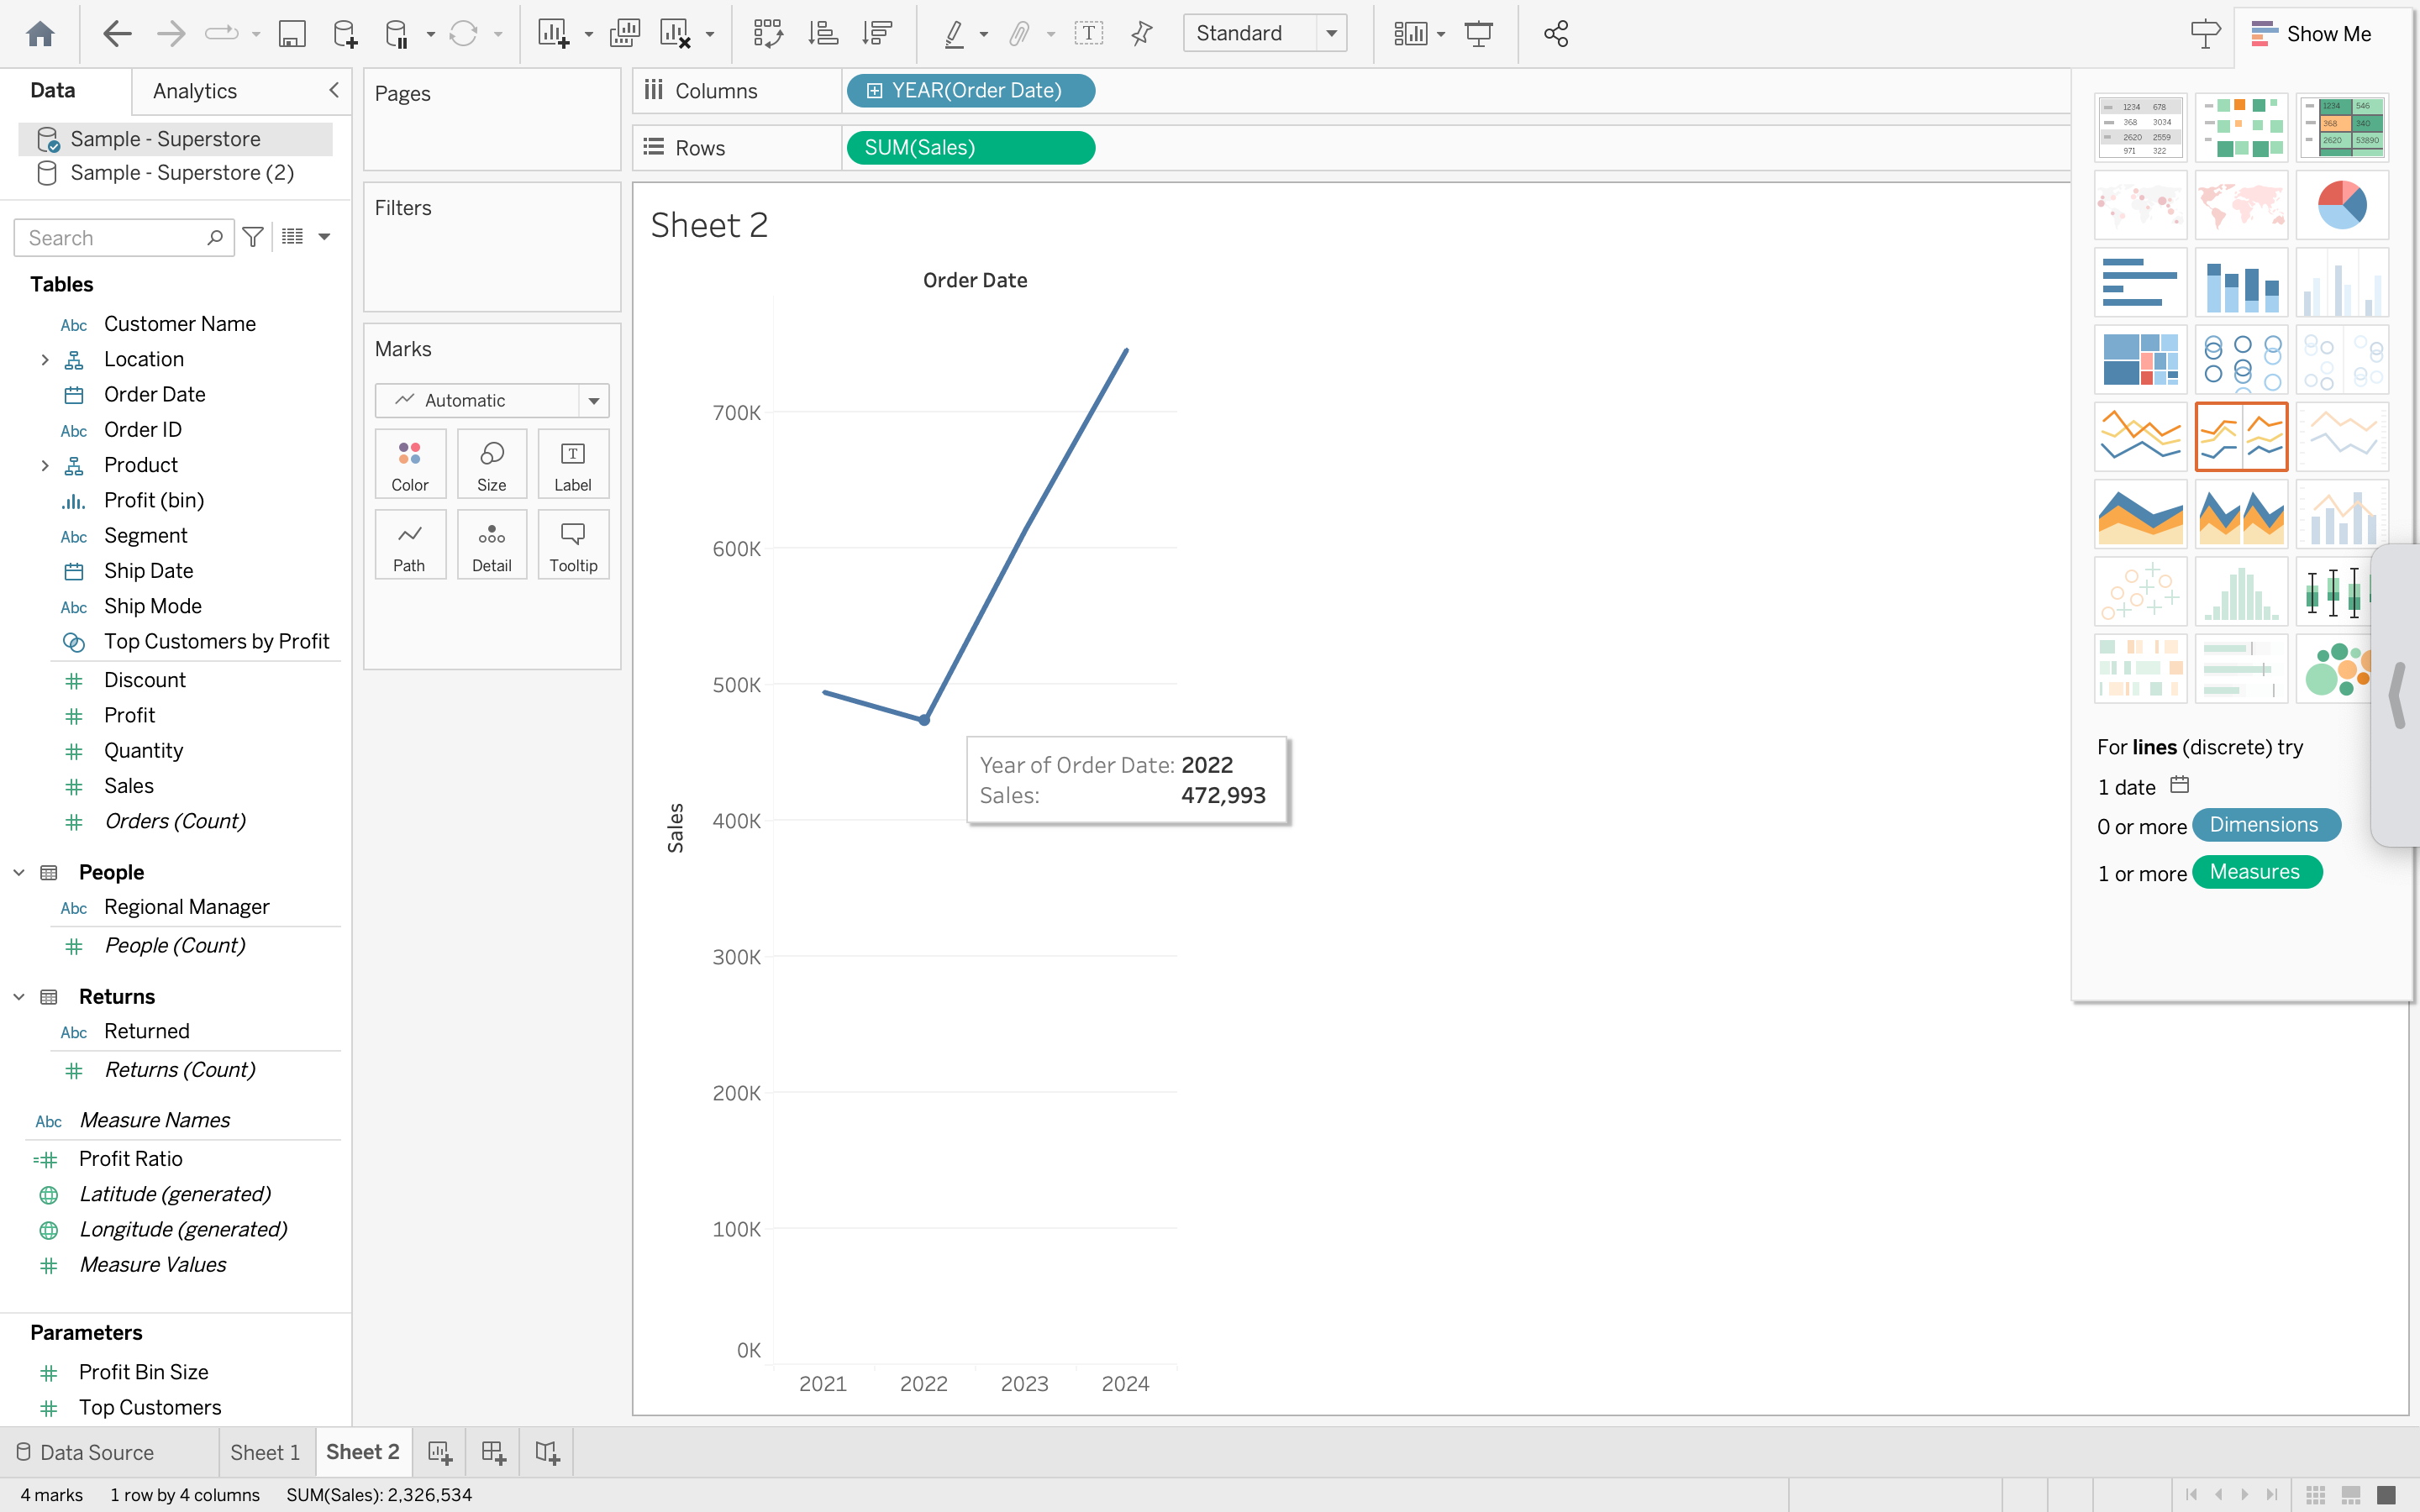 Standard
Show Me
Data
Analytics
Sample - Superstore
Sample - Superstore (2)
Search
Tables
Abc Customer Name
Location
Order Date
Abc Order ID
Product
Profit (bin)
Abc Segment
Ship Date
Abc Ship Mode
Top Customers by Profit
Discount
Profit
Quantity
Sales
Orders (Count)
People
Abc Regional Manager
People (Count)
Returns
Abc Returned
Returns (Count)
Abc Measure Names
Profit Ratio
Latitude (generated)
Longitude (generated)
Measure Values
Parameters
Profit Bin Size
Top Customers
Pages
Filters
Marks
Automatic
Color Size Label
Path Detail Tooltip
Columns YEAR(Order Date)
Rows SUM(Sales)
Sheet 2
Order Date
Sales
700K
600K
500K
400K
300K
200K
100K
0K
2021 2022 2023 2024
Year of Order Date: 2022
Sales: 472,993
1234 678
368 3034
2620 2559
971 322
1234 546
368 340
2620 53890
For lines (discrete) try
1 date
0 or more Dimensions
1 or more Measures
Data Source Sheet 1 Sheet 2
4 marks 1 row by 4 columns SUM(Sales): 2,326,534